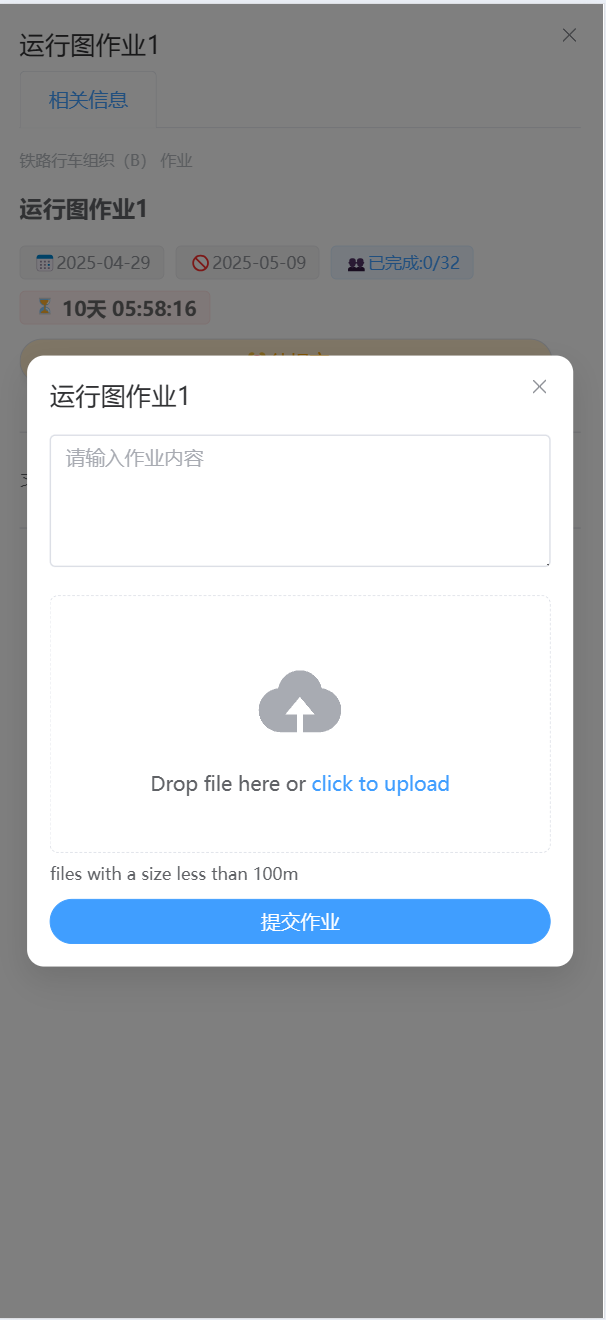 运行图作业1
相关信息
铁路行车组织（B） 作业
运行图作业1
2025-04-29
2025-05-09
已完成:0/32
10天 05:58:16
运行图作业1
请输入作业内容
Drop file here or click to upload
files with a size less than 100m
提交作业